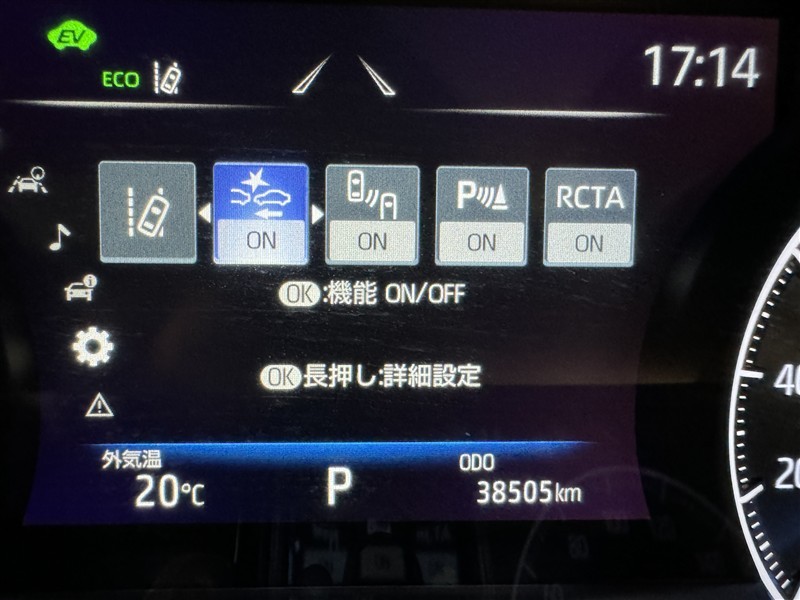 EV
ECO
17:14
ON
ON
P
ON
RCTA
ON
OK:機能 ON/OFF
OK長押し:詳細設定
外気温
20℃
P
ODO
38505km
20